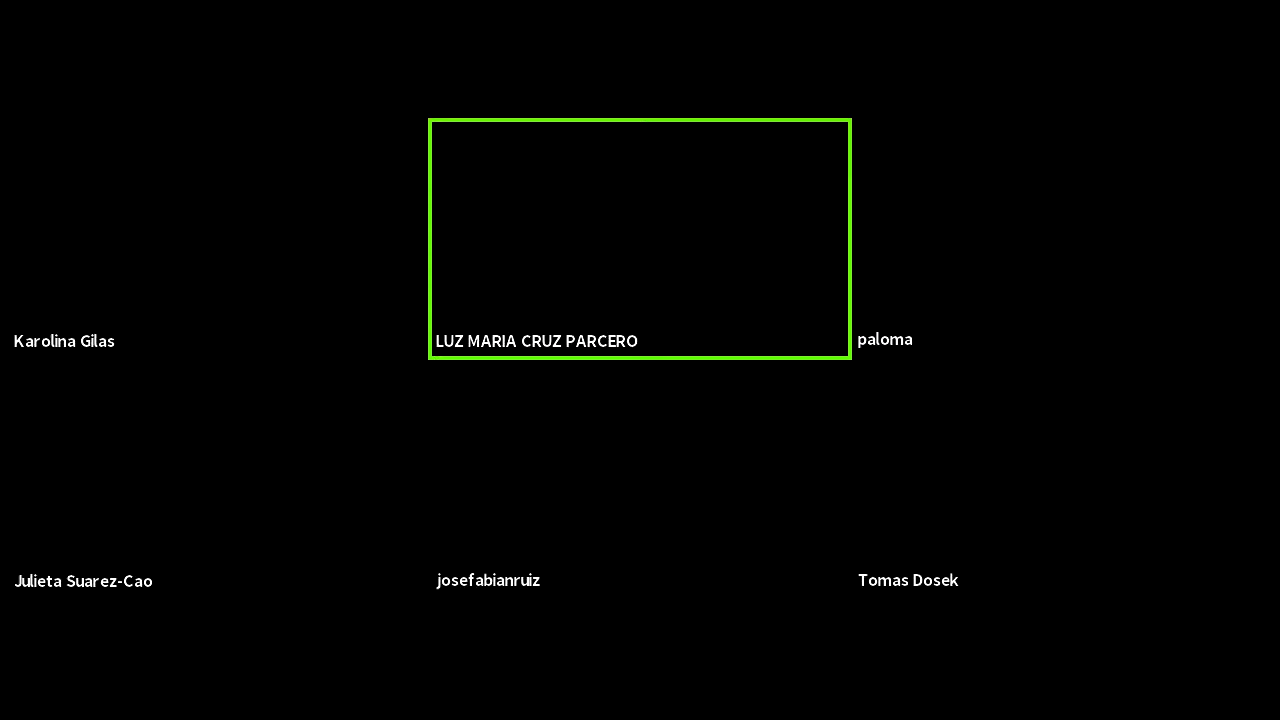 Karolina Gilas
LUZ MARIA CRUZ PARCERO
paloma
Julieta Suarez-Cao
josefabianruiz
Tomas Dosek